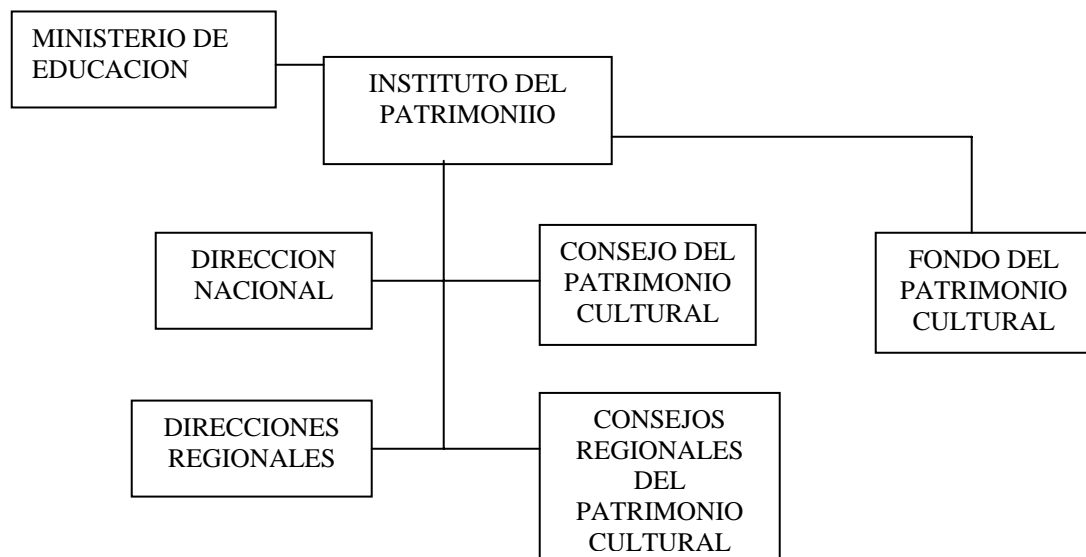 MINISTERIO DE
EDUCACION
INSTITUTO DEL
PATRIMONIIO
DIRECCION
NACIONAL
CONSEJO DEL
PATRIMONIO
CULTURAL
FONDO DEL
PATRIMONIO
CULTURAL
DIRECCIONES
REGIONALES
CONSEJOS
REGIONALES
DEL
PATRIMONIO
CULTURAL